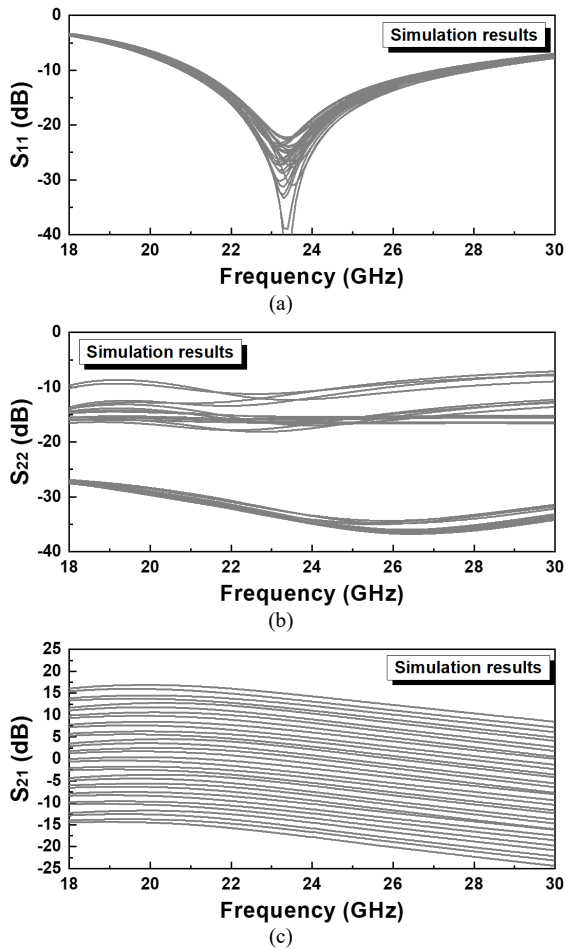 0
-10
-20
-30
-40
S11 (dB)
Simulation results
18 20 22 24 26 28 30
Frequency (GHz)
(a)
0
-10
-20
-30
-40
S22 (dB)
Simulation results
18 20 22 24 26 28 30
Frequency (GHz)
(b)
25
20
15
10
5
0
-5
-10
-15
-20
-25
S21 (dB)
Simulation results
18 20 22 24 26 28 30
Frequency (GHz)
(c)